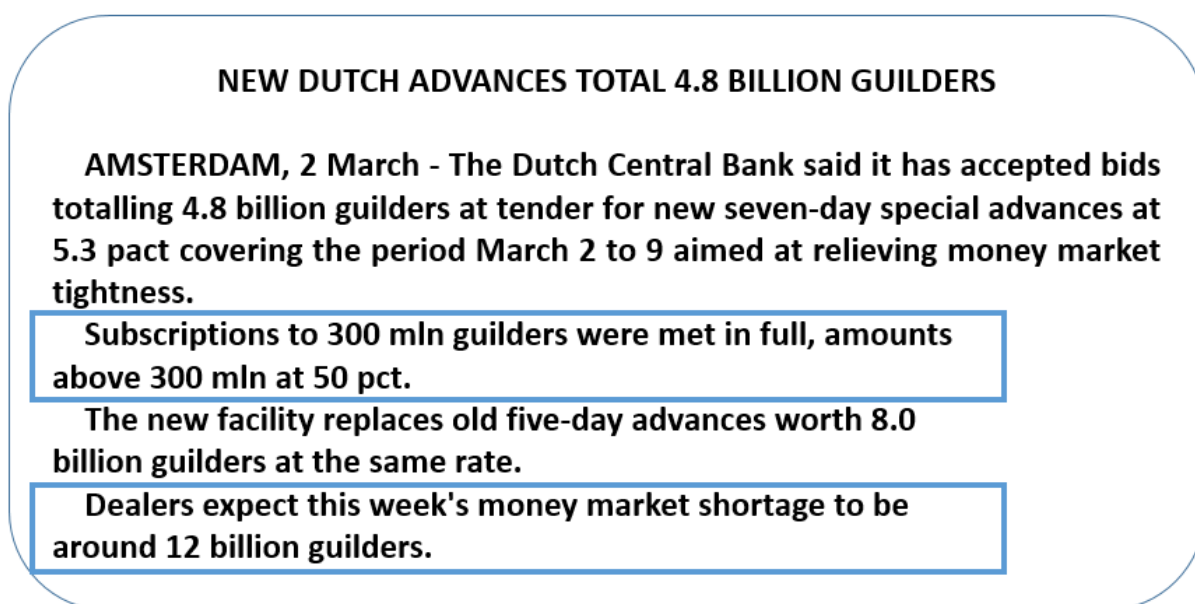 NEW DUTCH ADVANCES TOTAL 4.8 BILLION GUILDERS
AMSTERDAM, 2 March - The Dutch Central Bank said it has accepted bids
totalling 4.8 billion guilders at tender for new seven-day special advances at
5.3 pact covering the period March 2 to 9 aimed at relieving money market
tightness.
Subscriptions to 300 mln guilders were met in full, amounts
above 300 mln at 50 pct.
The new facility replaces old five-day advances worth 8.0
billion guilders at the same rate.
Dealers expect this week's money market shortage to be
around 12 billion guilders.